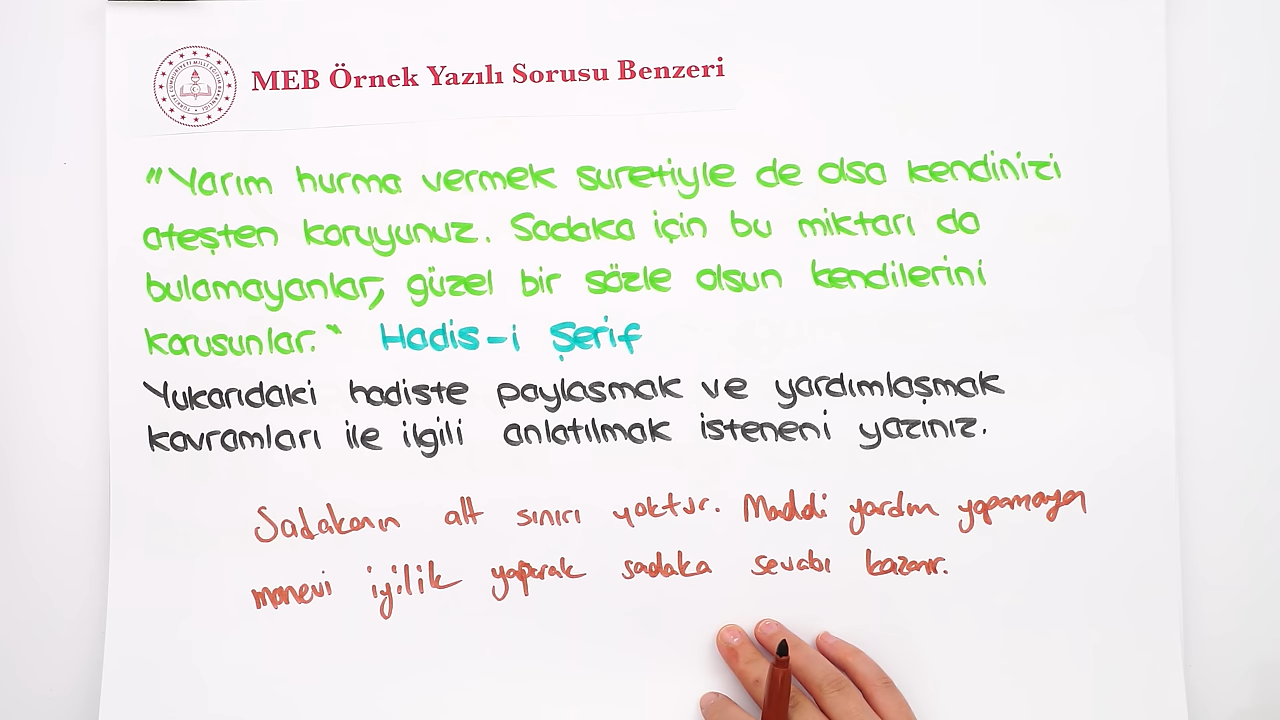 MEB Örnek Yazılı Sorusu Benzeri
"Yarım hurma vermek suretiyle de olsa kendinizi
ateşten koruyunuz. Sadaka için bu miktarı da
bulamayanlar, güzel bir sözle olsun kendilerini
korusunlar." Hadis-i Şerif
Yukarıdaki hadiste paylaşmak ve yardımlaşmak
kavramları ile ilgili anlatılmak isteneni yazınız.
Sadakanın alt sınırı yoktur. Maddi yardım yapamayan
manevi iyilik yaparak sadaka sevabı kazanır.